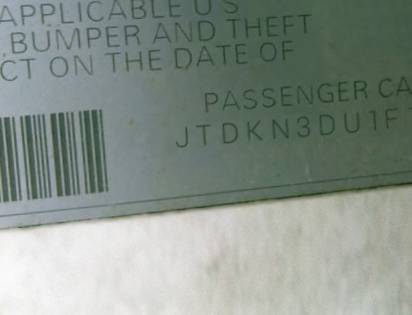 APPLICABLE U S
.BUMPER AND THEFT
CT ON THE DATE OF
PASSENGER CA
JTDKN3DU1F